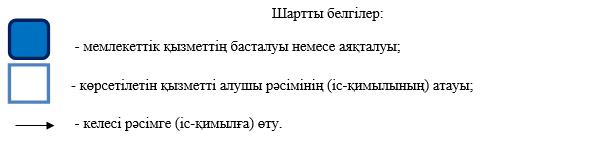 Шартты белгілер:
- мемлекеттік қызметтің басталуы немесе аяқталуы;
- көрсетілетін қызметті алушы рәсімінің (іс-қимылының) атауы;
- келесі рәсімге (іс-қимылға) өту.